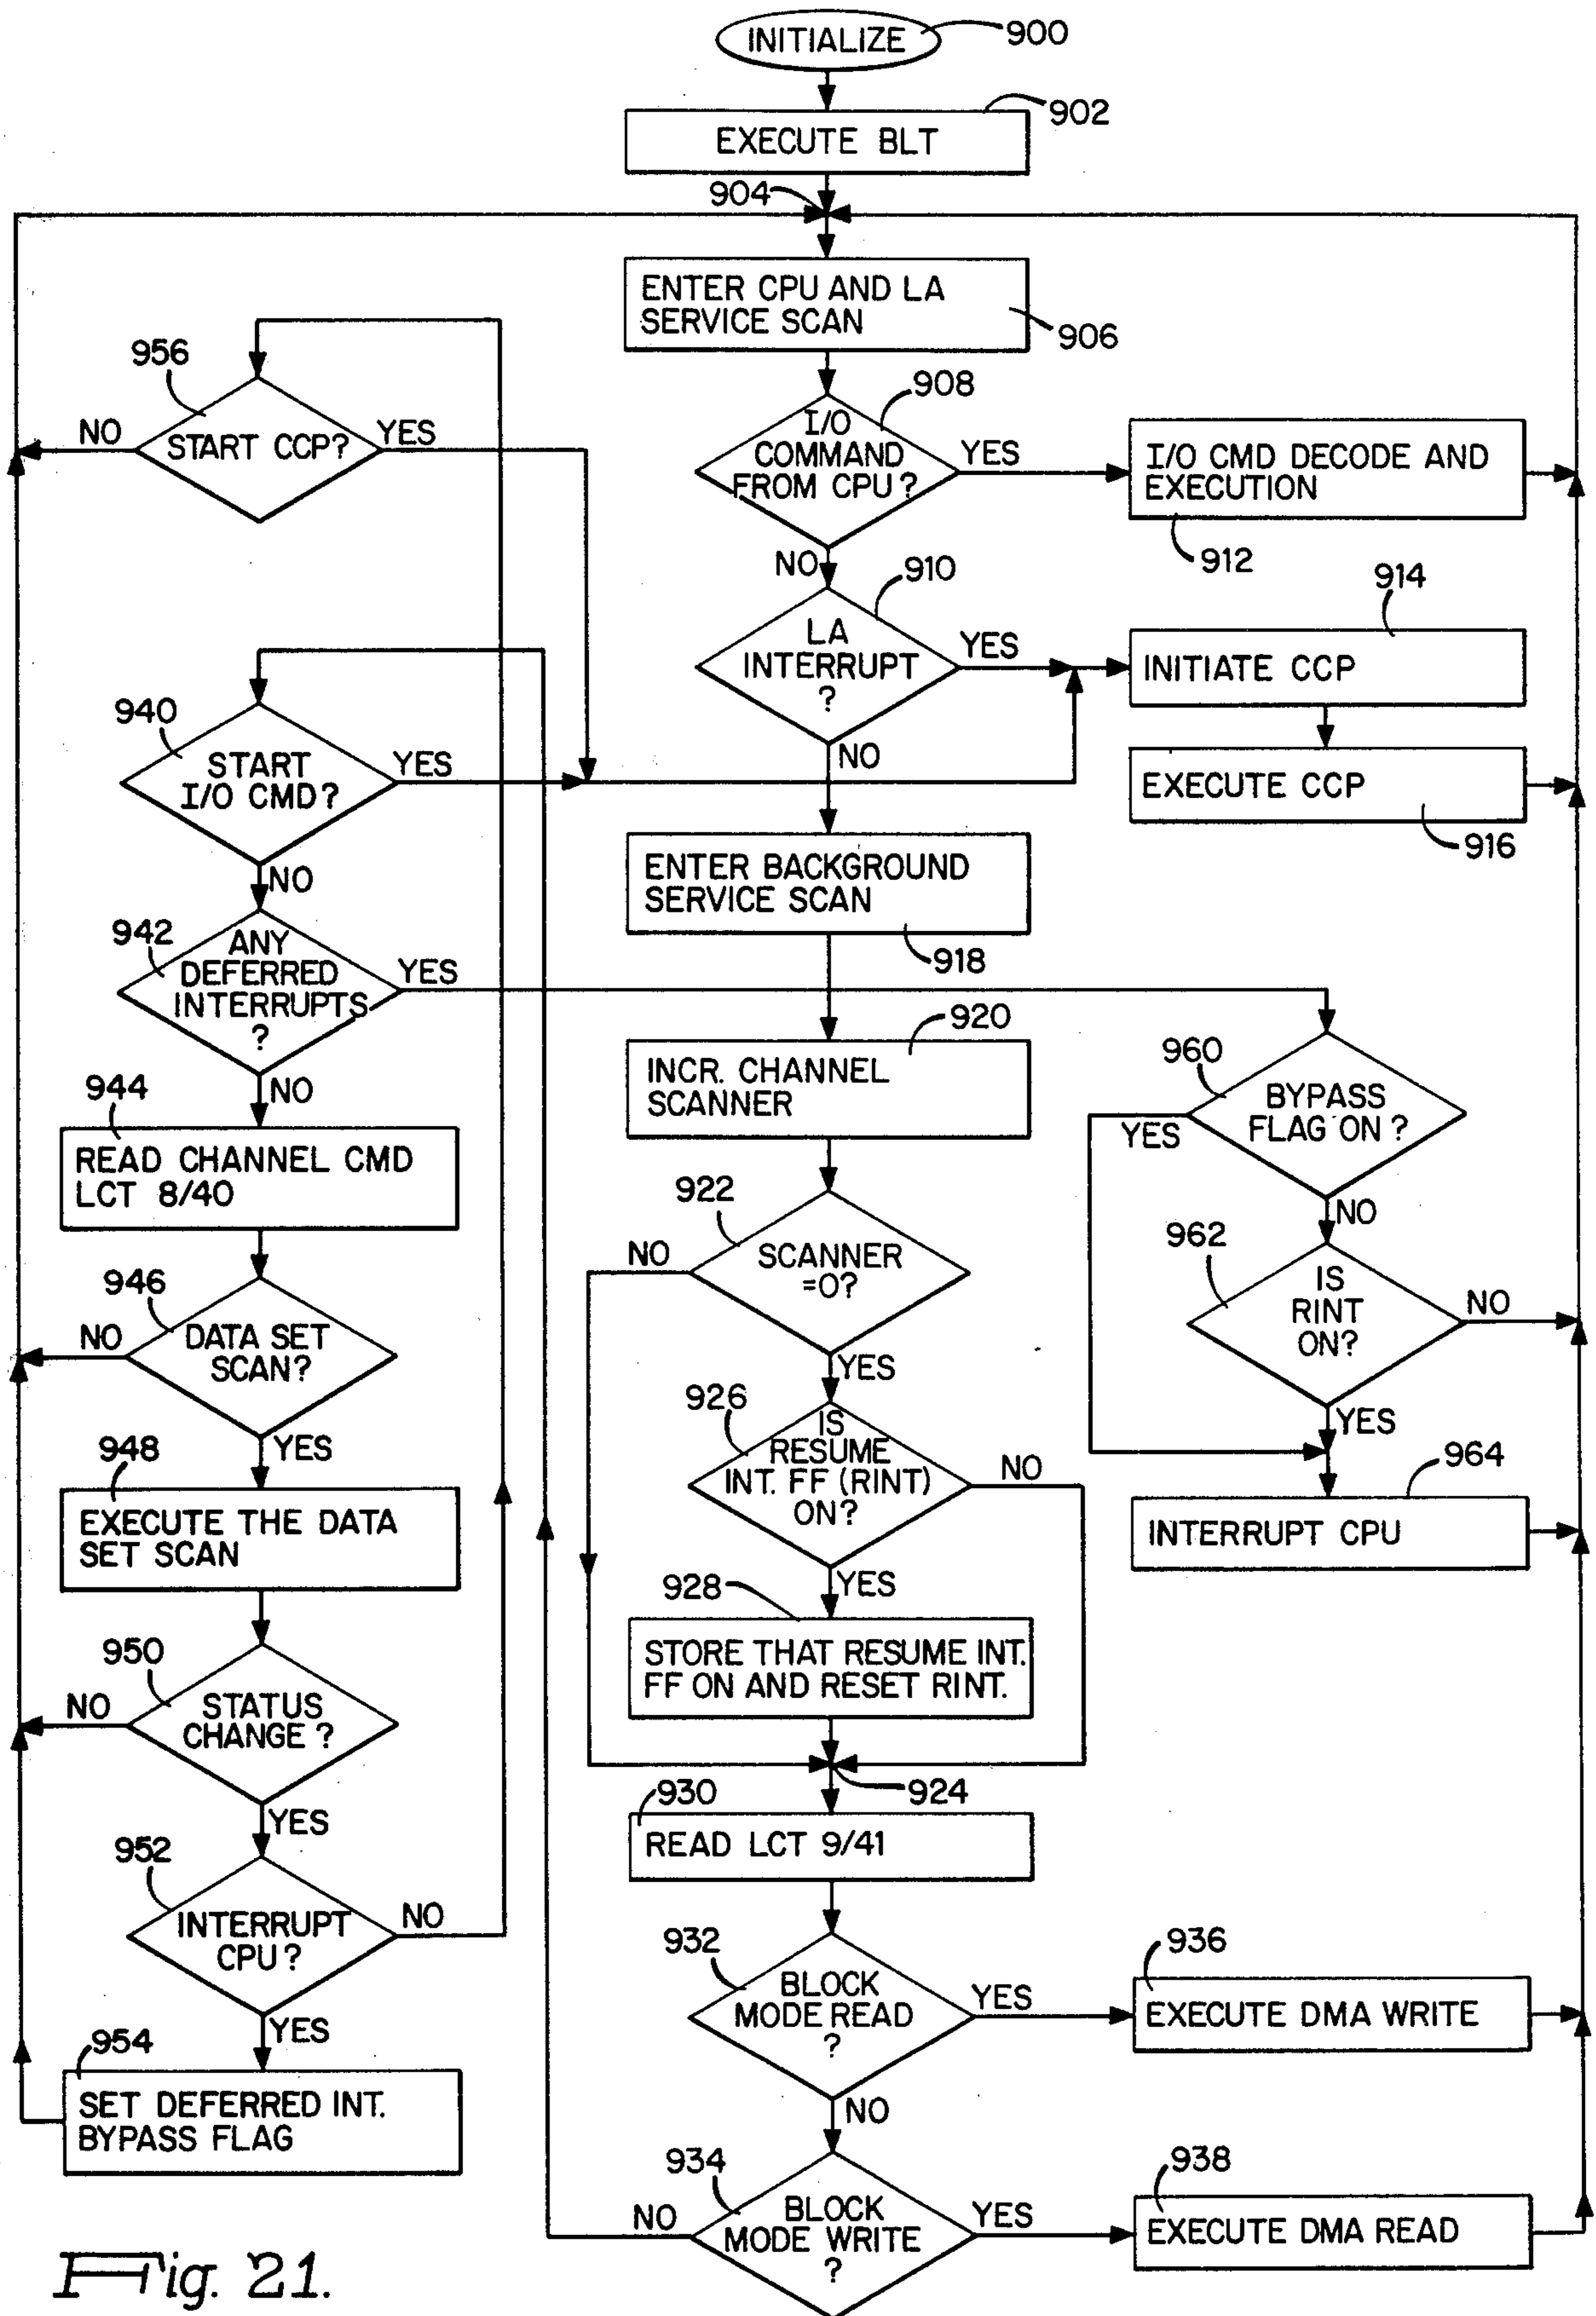 INITIALIZE
900
902
EXECUTE BLT
904
ENTER CPU AND LA
SERVICE SCAN
906
956
START CCP?
NO
YES
908
I/O
COMMAND
FROM CPU?
YES
I/O CMD DECODE AND
EXECUTION
912
NO
910
LA
INTERRUPT
?
YES
NO
914
INITIATE CCP
EXECUTE CCP
916
940
START
I/O CMD?
YES
NO
942
ANY
DEFERRED
INTERRUPTS
?
YES
NO
ENTER BACKGROUND
SERVICE SCAN
918
920
INCR. CHANNEL
SCANNER
960
BYPASS
FLAG ON?
YES
NO
944
READ CHANNEL CMD
LCT 8/40
922
SCANNER
=0?
NO
YES
962
IS
RINT
ON?
NO
YES
946
DATA SET
SCAN?
NO
YES
926
IS
RESUME
INT. FF (RINT)
ON?
NO
YES
964
INTERRUPT CPU
948
EXECUTE THE DATA
SET SCAN
928
STORE THAT RESUME INT.
FF ON AND RESET RINT.
950
STATUS
CHANGE?
NO
YES
924
930
READ LCT 9/41
952
INTERRUPT
CPU?
NO
YES
932
BLOCK
MODE READ
?
YES
NO
936
EXECUTE DMA WRITE
954
SET DEFERRED INT.
BYPASS FLAG
934
BLOCK
MODE WRITE
?
NO
YES
938
EXECUTE DMA READ
Fig. 21.